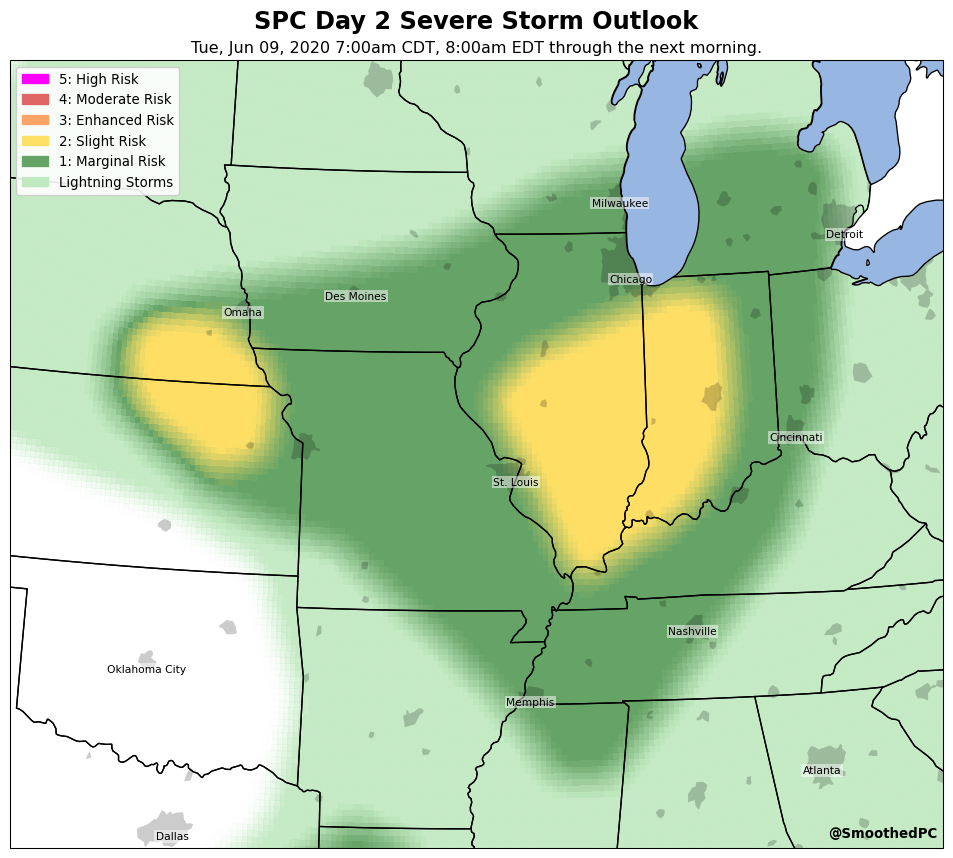 SPC Day 2 Severe Storm Outlook
Tue, Jun 09, 2020 7:00am CDT, 8:00am EDT through the next morning.
5: High Risk
4: Moderate Risk
3: Enhanced Risk
2: Slight Risk
1: Marginal Risk
Lightning Storms
Milwaukee
Detroit
Chicago
Des Moines
Omaha
Cincinnati
St. Louis
Nashville
Oklahoma City
Memphis
Atlanta
Dallas
@SmoothedPC